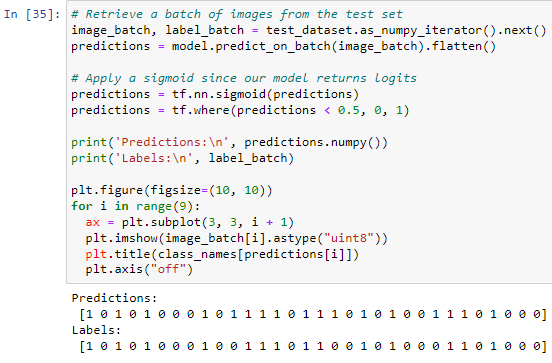 In [35]: # Retrieve a batch of images from the test set
image_batch, label_batch = test_dataset.as_numpy_iterator().next()
predictions = model.predict_on_batch(image_batch).flatten()

# Apply a sigmoid since our model returns logits
predictions = tf.nn.sigmoid(predictions)
predictions = tf.where(predictions < 0.5, 0, 1)

print('Predictions:\n', predictions.numpy())
print('Labels:\n', label_batch)

plt.figure(figsize=(10, 10))
for i in range(9):
  ax = plt.subplot(3, 3, i + 1)
  plt.imshow(image_batch[i].astype("uint8"))
  plt.title(class_names[predictions[i]])
  plt.axis("off")

Predictions:
 [1 0 1 0 1 0 0 0 1 0 1 1 1 1 0 1 1 1 0 1 0 1 0 0 1 1 1 0 1 0 0 0]
Labels:
 [1 0 1 0 1 0 0 0 1 0 0 1 1 1 0 1 1 0 0 1 0 1 0 0 0 1 1 0 1 0 0 0]